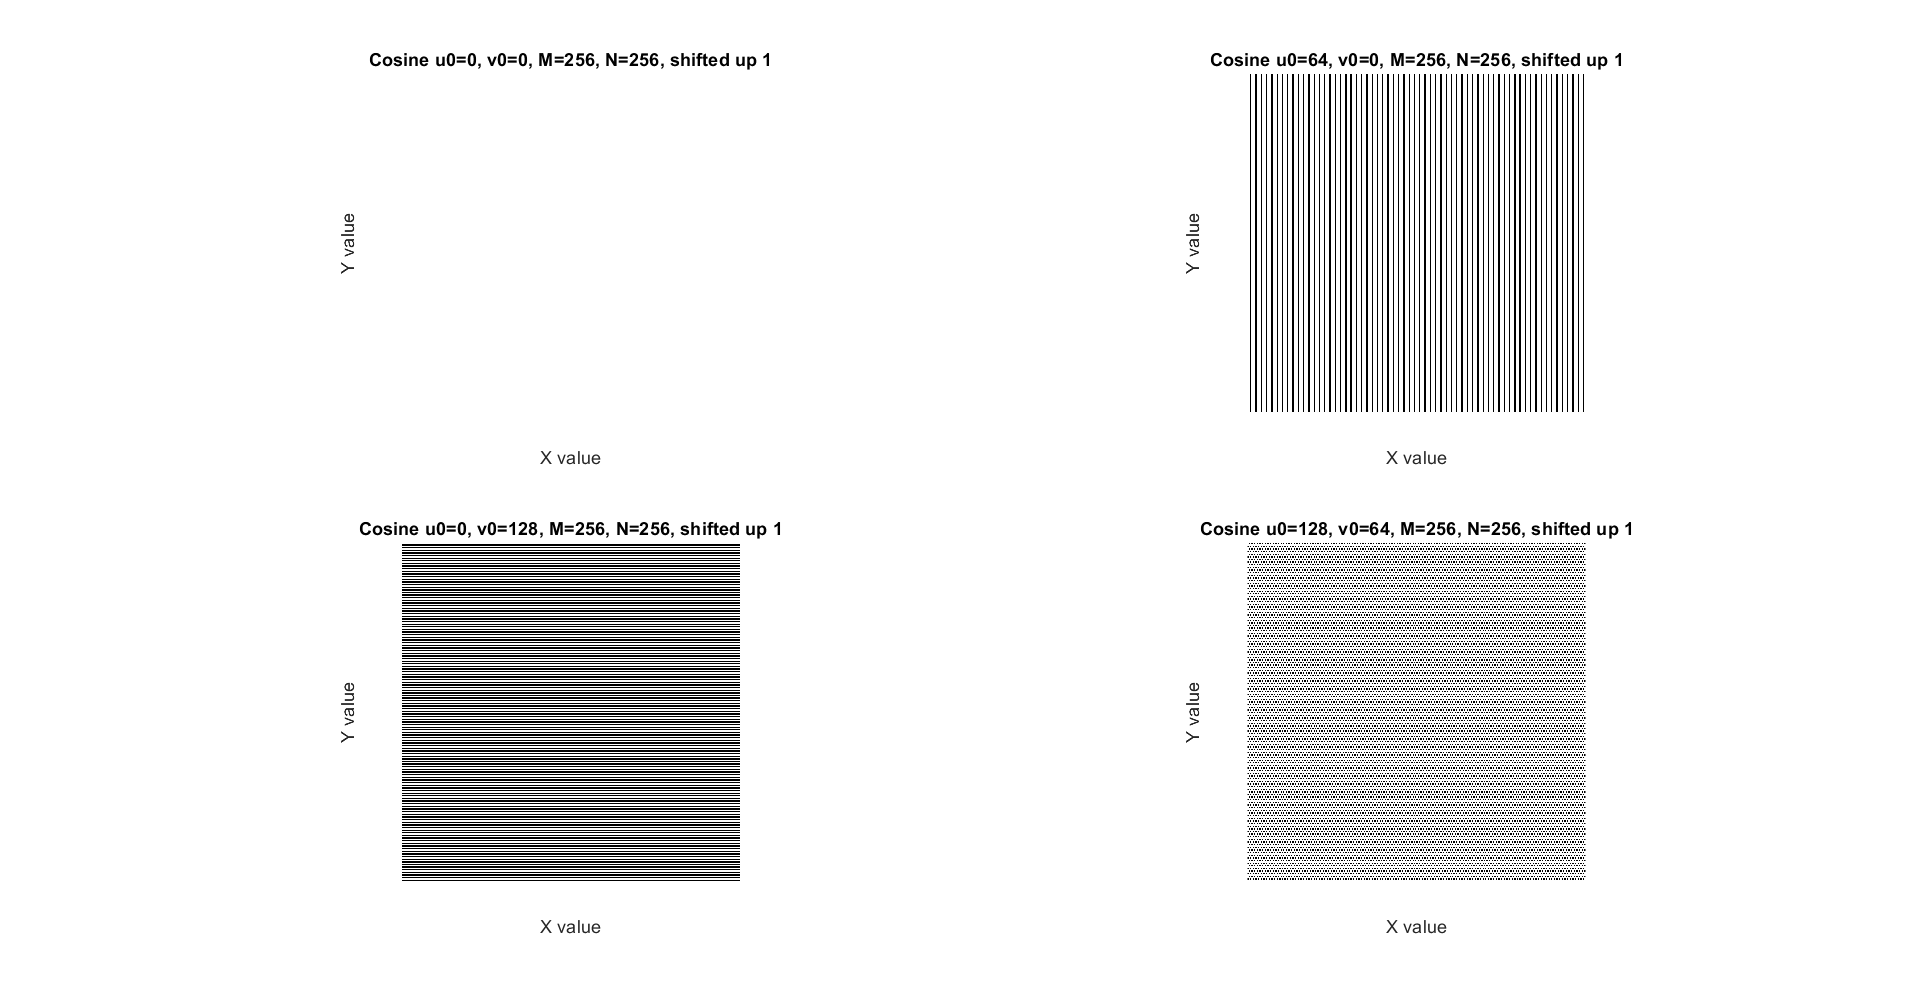 Cosine u0=0, v0=0, M=256, N=256, shifted up 1
Y value
X value
Cosine u0=64, v0=0, M=256, N=256, shifted up 1
Y value
X value
Cosine u0=0, v0=128, M=256, N=256, shifted up 1
Y value
X value
Cosine u0=128, v0=64, M=256, N=256, shifted up 1
Y value
X value